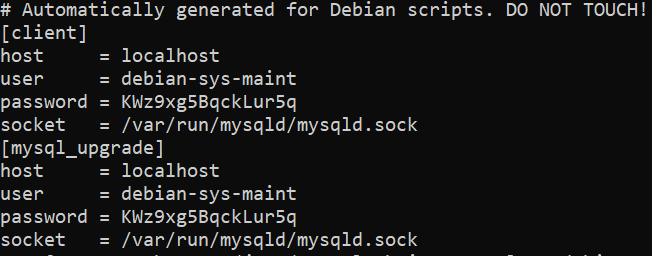 # Automatically generated for Debian scripts. DO NOT TOUCH!
[client]
host     = localhost
user     = debian-sys-maint
password = KWz9xg5BqckLur5q
socket   = /var/run/mysqld/mysqld.sock
[mysql_upgrade]
host     = localhost
user     = debian-sys-maint
password = KWz9xg5BqckLur5q
socket   = /var/run/mysqld/mysqld.sock